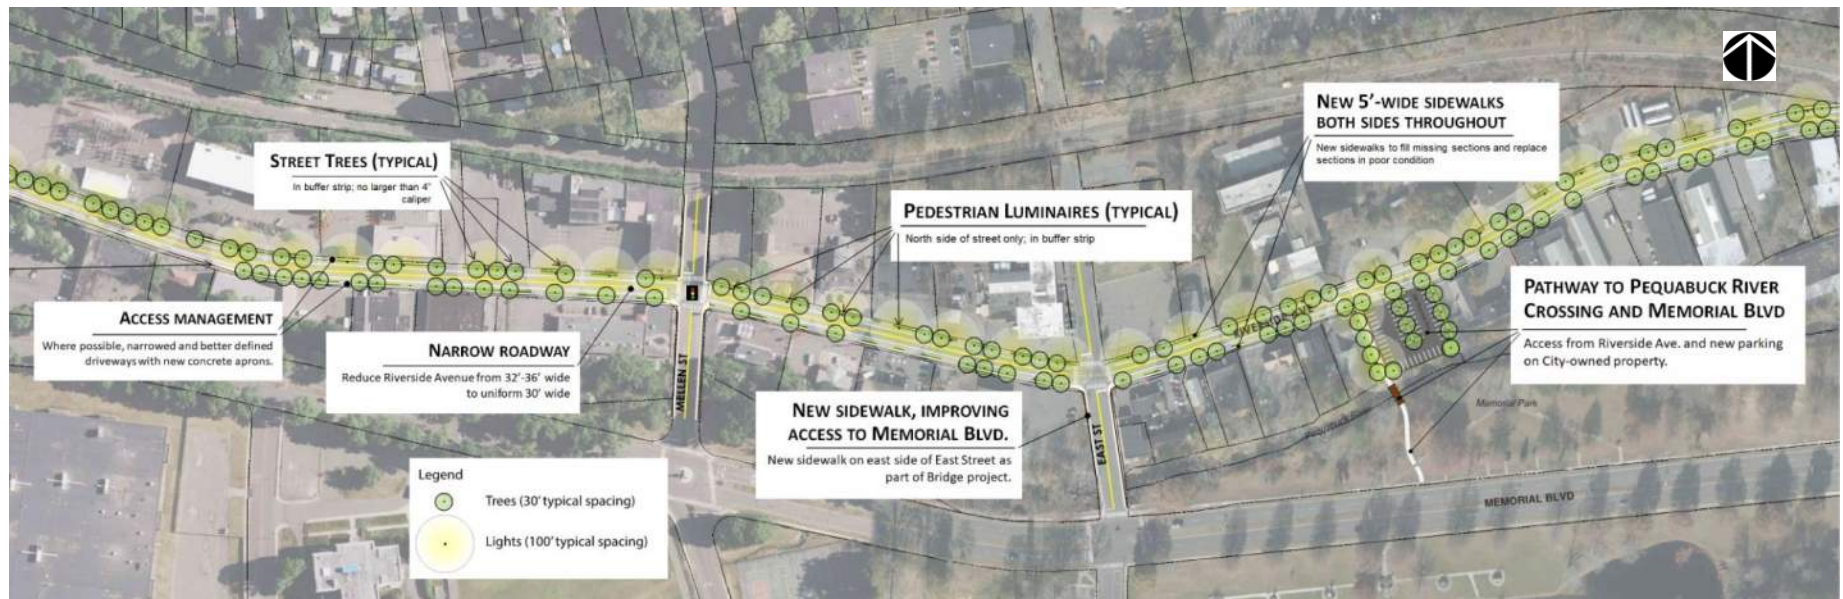 STREET TREES (TYPICAL)
In buffer strip; no larger than 4"
caliper
ACCESS MANAGEMENT
Where possible, narrowed and better defined
driveways with new concrete aprons.
NARROW ROADWAY
Reduce Riverside Avenue from 32'-36' wide
to uniform 30' wide
MELLEN ST
Legend
Trees (30' typical spacing)
Lights (100' typical spacing)
PEDESTRIAN LUMINAIRES (TYPICAL)
North side of street only; in buffer strip
NEW SIDEWALK, IMPROVING
ACCESS TO MEMORIAL BLVD.
New sidewalk on east side of East Street as
part of Bridge project.
EAST ST
NEW 5'-WIDE SIDEWALKS
BOTH SIDES THROUGHOUT
New sidewalks to fill missing sections and replace
sections in poor condition
RIVERSIDE AVE
PATHWAY TO PEQUABUCK RIVER
CROSSING AND MEMORIAL BLVD
Access from Riverside Ave. and new parking
on City-owned property.
Pequabuck River
Memorial Park
MEMORIAL BLVD